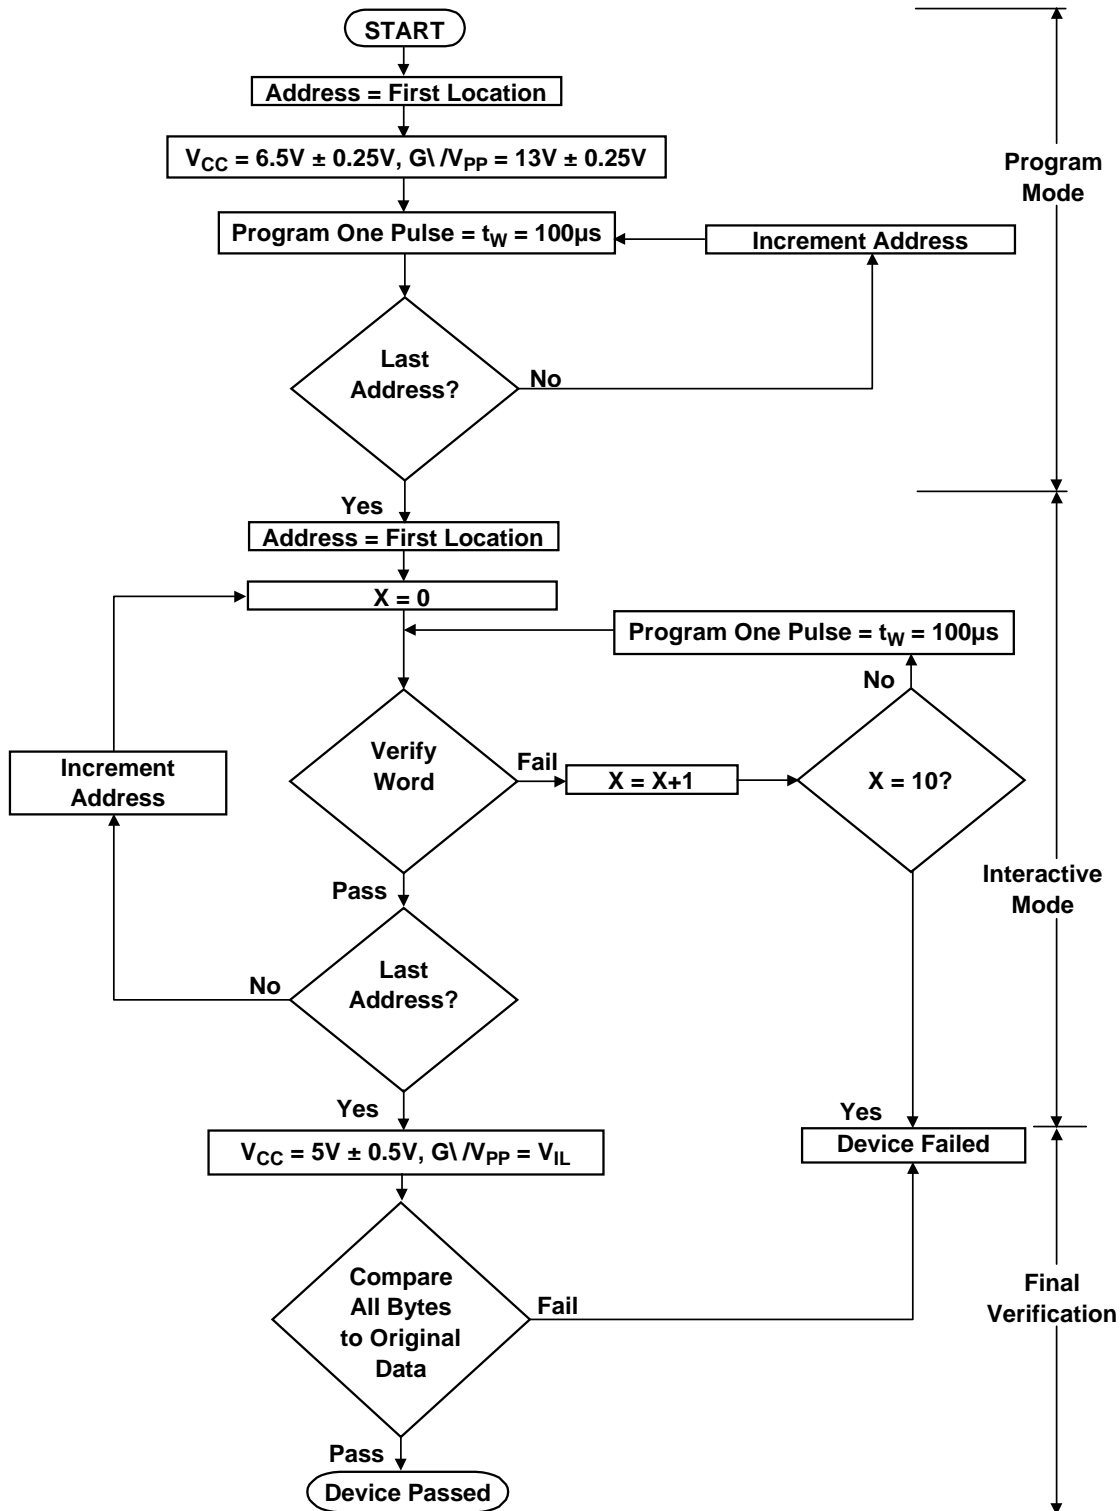 START
Address = First Location
VCC = 6.5V ± 0.25V, G\ /VPP = 13V ± 0.25V
Program
Mode
Program One Pulse = tW = 100µs
Increment Address
Last
Address?
No
Yes
Address = First Location
X = 0
Program One Pulse = tW = 100µs
No
Increment
Address
Verify
Word
Fail
X = X+1
X = 10?
Pass
Interactive
Mode
Last
Address?
No
Yes
Yes
VCC = 5V ± 0.5V, G\ /VPP = VIL
Device Failed
Compare
All Bytes
to Original
Data
Fail
Final
Verification
Pass
Device Passed